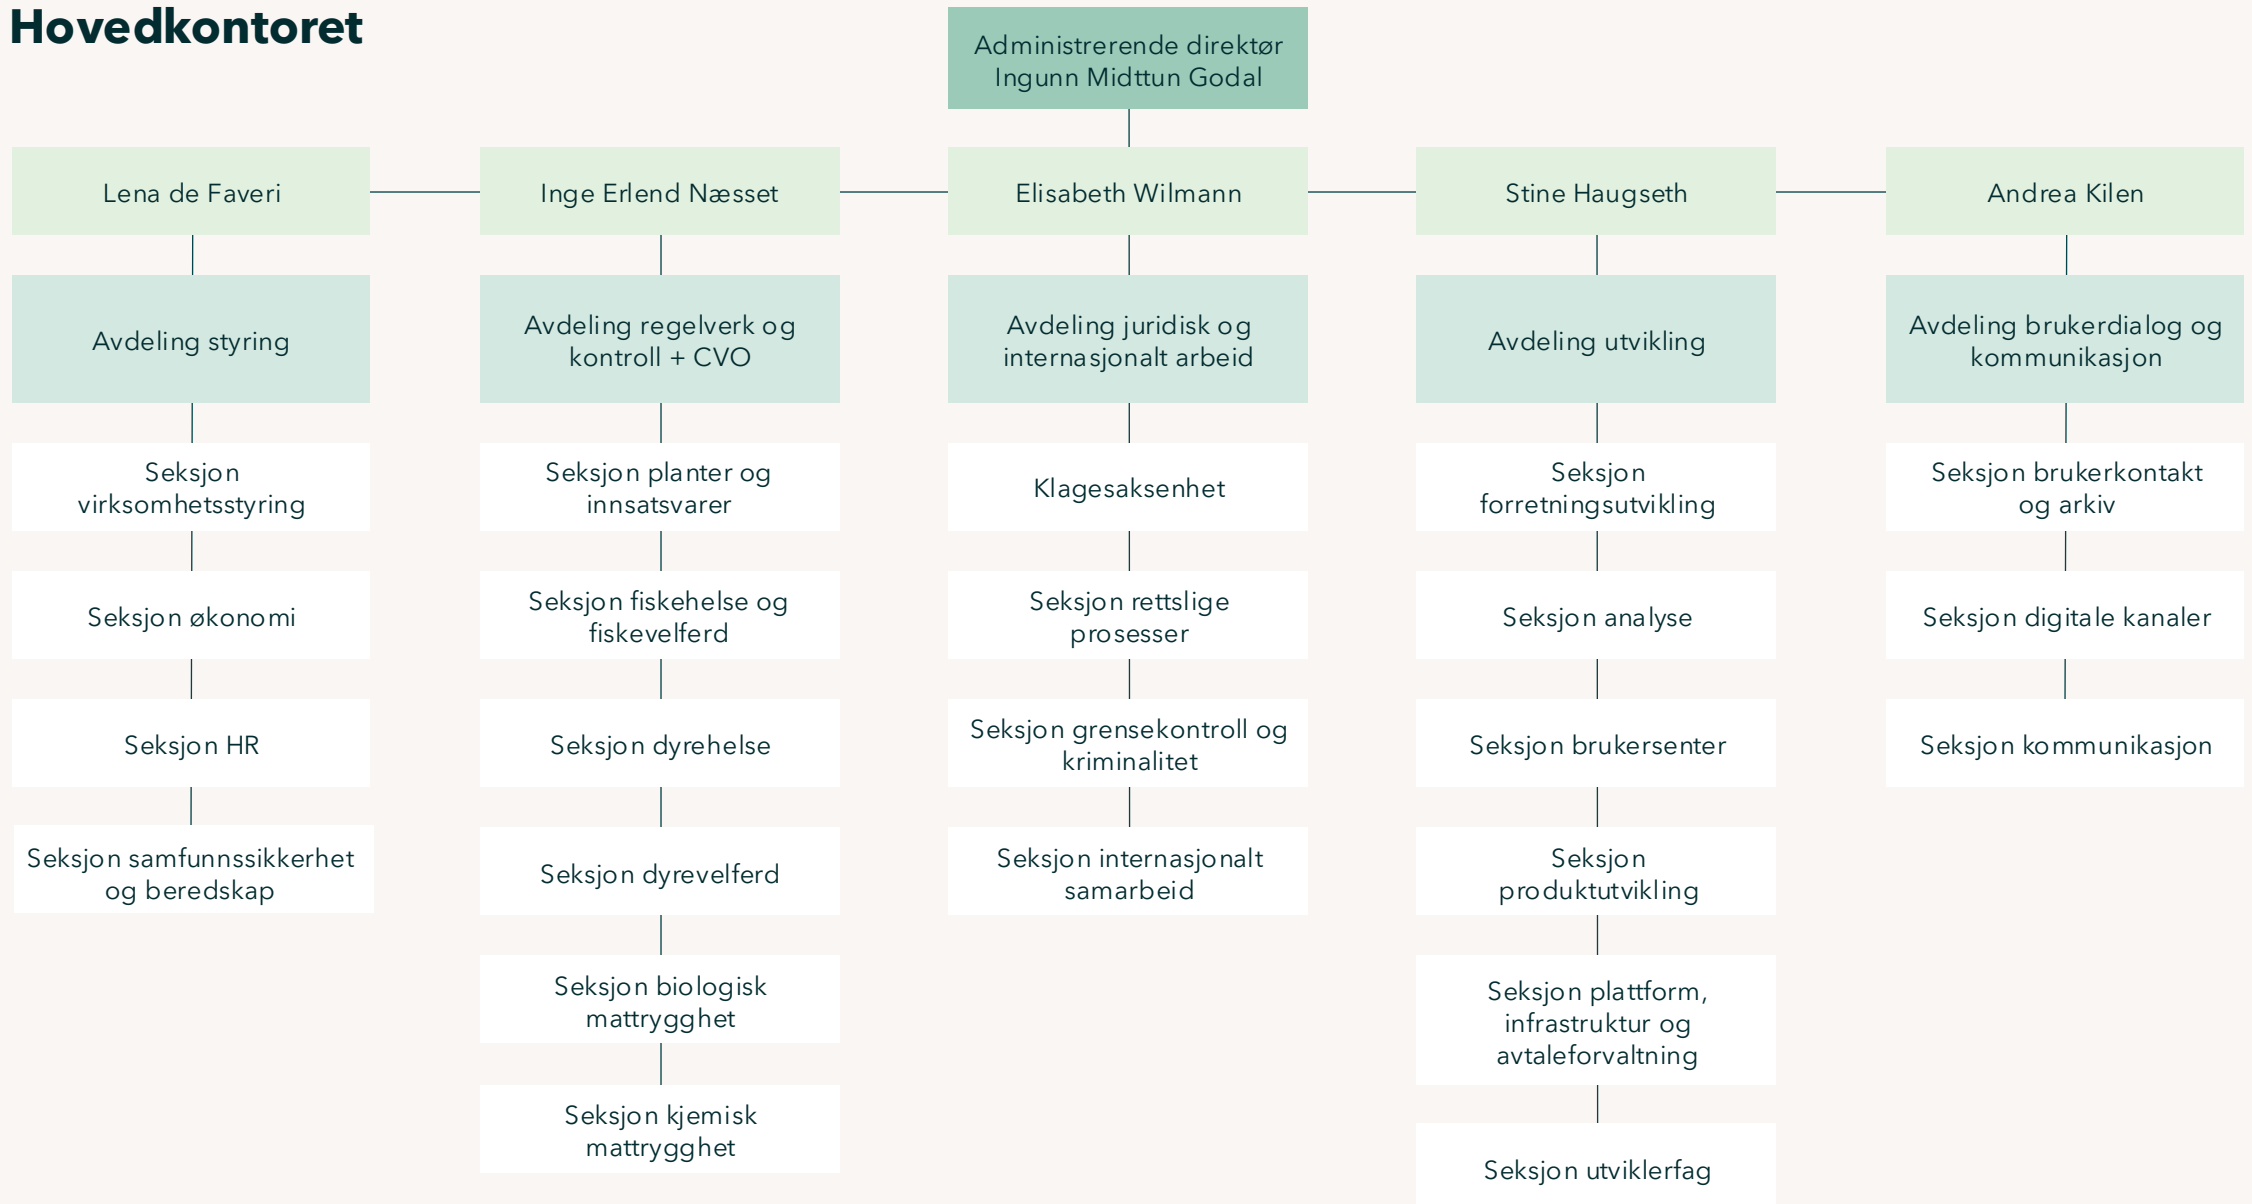 Hovedkontoret
Administrerende direktør
Ingunn Midttun Godal
Lena de Faveri
Inge Erlend Næsset
Elisabeth Wilmann
Stine Haugseth
Andrea Kilen
Avdeling styring
Avdeling regelverk og
kontroll + CVO
Avdeling juridisk og
internasjonalt arbeid
Avdeling utvikling
Avdeling brukerdialog og
kommunikasjon
Seksjon
virksomhetsstyring
Seksjon planter og
innsatsvarer
Klagesaksenhet
Seksjon
forretningsutvikling
Seksjon brukerkontakt
og arkiv
Seksjon økonomi
Seksjon fiskehelse og
fiskevelferd
Seksjon rettslige
prosesser
Seksjon analyse
Seksjon digitale kanaler
Seksjon HR
Seksjon dyrehelse
Seksjon grensekontroll og
kriminalitet
Seksjon brukersenter
Seksjon kommunikasjon
Seksjon samfunnssikkerhet
og beredskap
Seksjon dyrevelferd
Seksjon internasjonalt
samarbeid
Seksjon
produktutvikling
Seksjon biologisk
mattrygghet
Seksjon plattform,
infrastruktur og
avtaleforvaltning
Seksjon kjemisk
mattrygghet
Seksjon utviklerfag